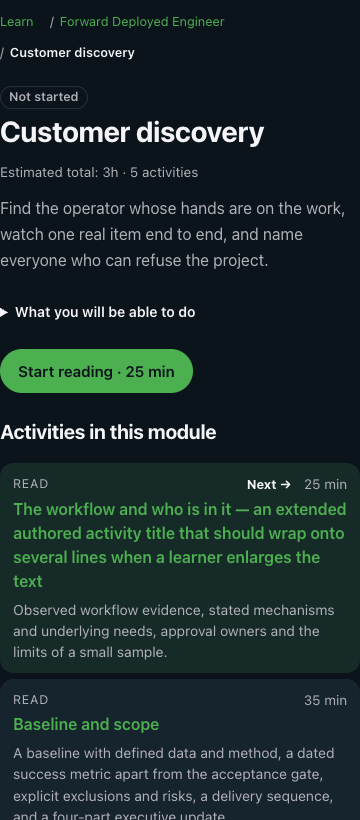 Learn / Forward Deployed Engineer
/ Customer discovery
Not started
Customer discovery
Estimated total: 3h · 5 activities
Find the operator whose hands are on the work,
watch one real item end to end, and name
everyone who can refuse the project.
▶ What you will be able to do
Start reading · 25 min
Activities in this module
READ Next → 25 min
The workflow and who is in it — an extended
authored activity title that should wrap onto
several lines when a learner enlarges the
text
Observed workflow evidence, stated mechanisms
and underlying needs, approval owners and the
limits of a small sample.
READ 35 min
Baseline and scope
A baseline with defined data and method, a dated
success metric apart from the acceptance gate,
explicit exclusions and risks, a delivery sequence,
and a four-part executive update.